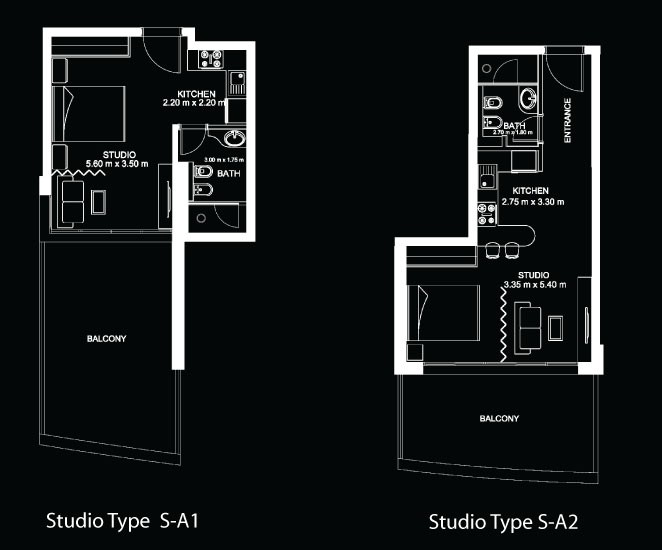 KITCHEN
2.20 m x 2.20 m
STUDIO
5.60 m x 3.50 m
3.00 m x 1.75 m
BATH
BALCONY
Studio Type S-A1
ENTRANCE
BATH
2.70 m x 1.80 m
KITCHEN
2.75 m x 3.30 m
STUDIO
3.35 m x 5.40 m
BALCONY
Studio Type S-A2